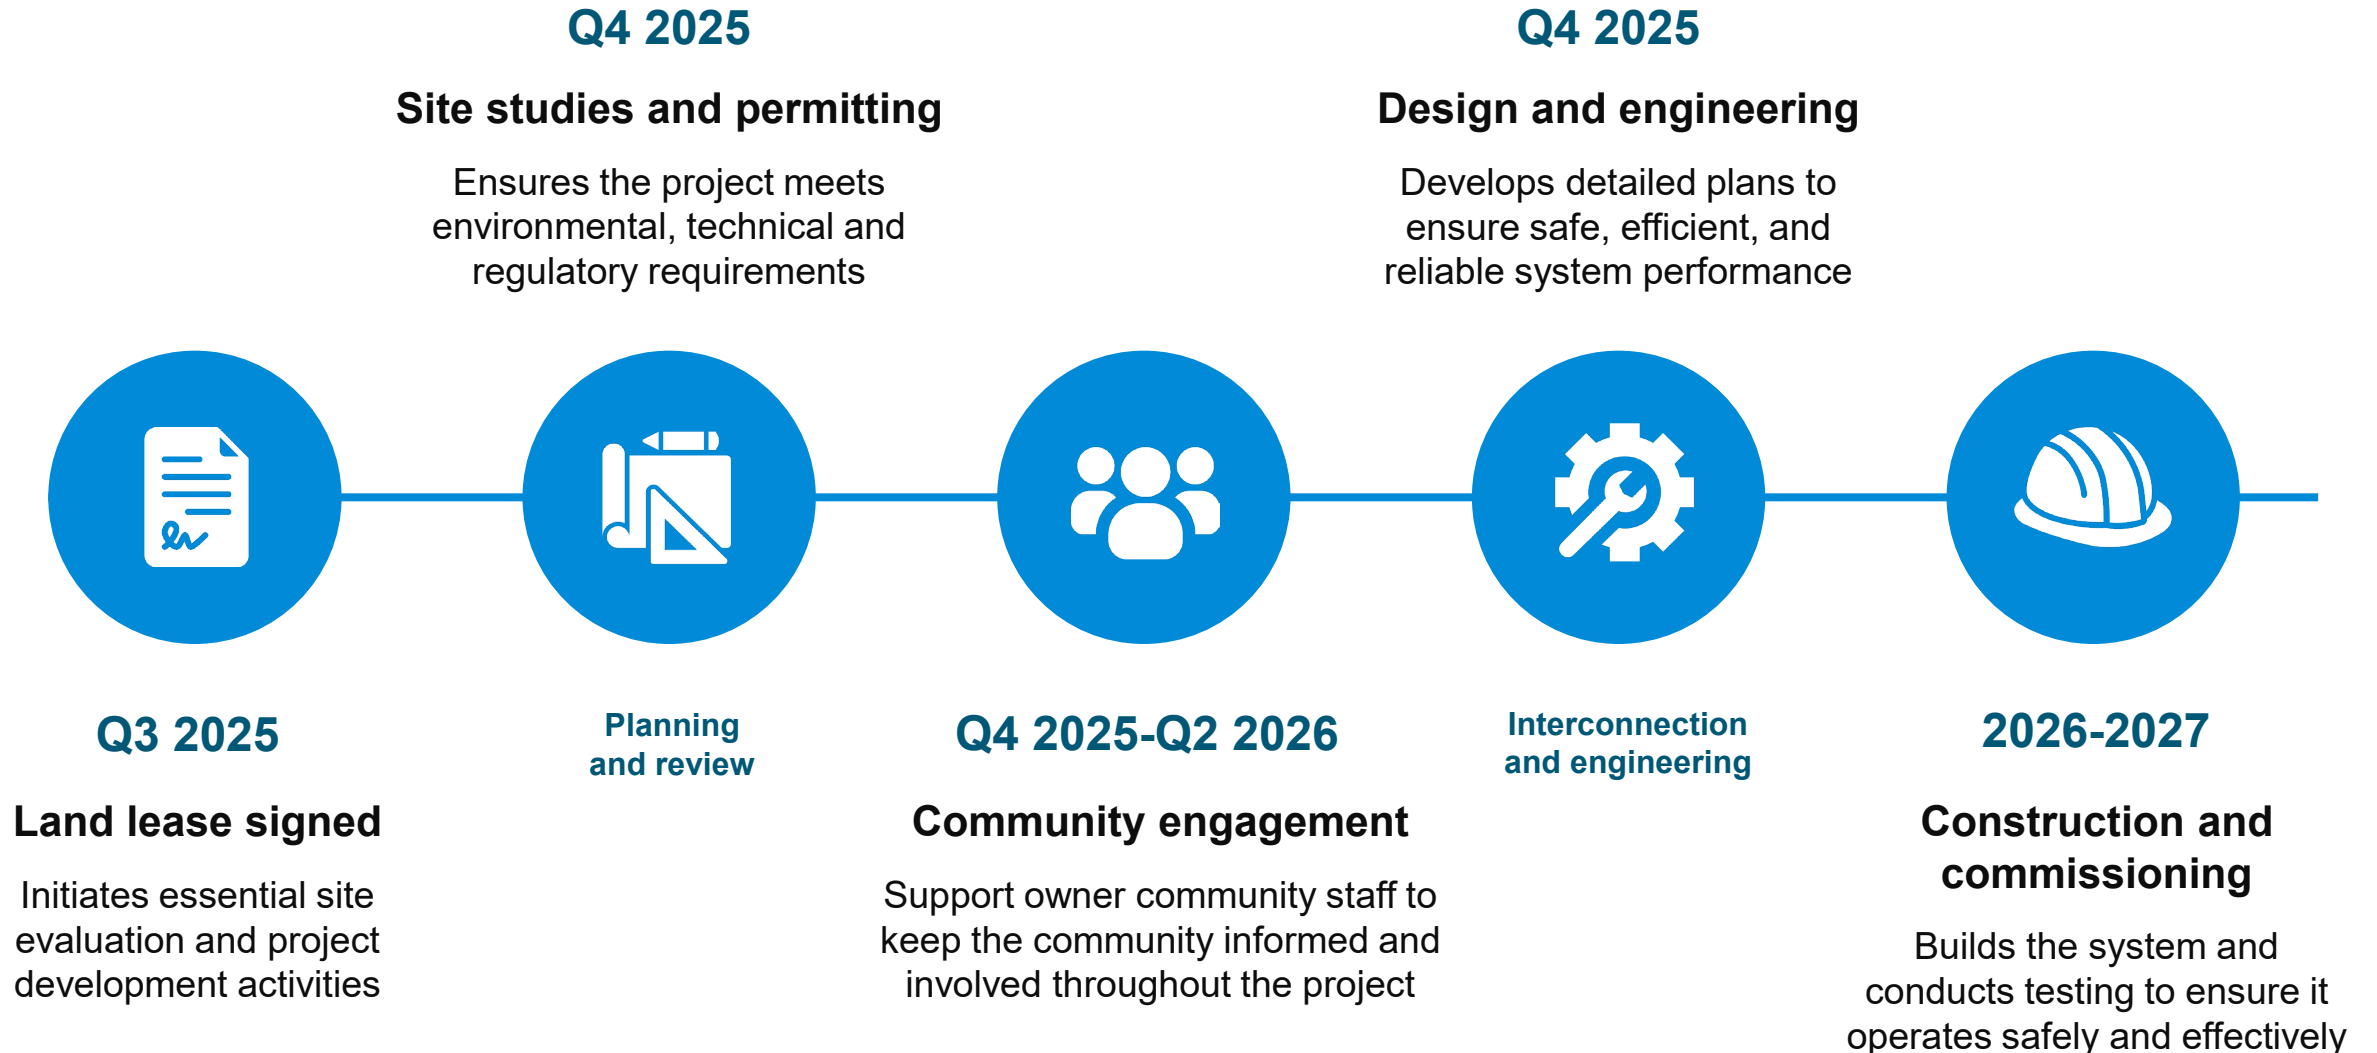 Q4 2025
Site studies and permitting
Ensures the project meets
environmental, technical and
regulatory requirements
Q4 2025
Design and engineering
Develops detailed plans to
ensure safe, efficient, and
reliable system performance
Q3 2025
Land lease signed
Initiates essential site
evaluation and project
development activities
Planning
and review
Q4 2025-Q2 2026
Community engagement
Support owner community staff to
keep the community informed and
involved throughout the project
Interconnection
and engineering
2026-2027
Construction and
commissioning
Builds the system and
conducts testing to ensure it
operates safely and effectively